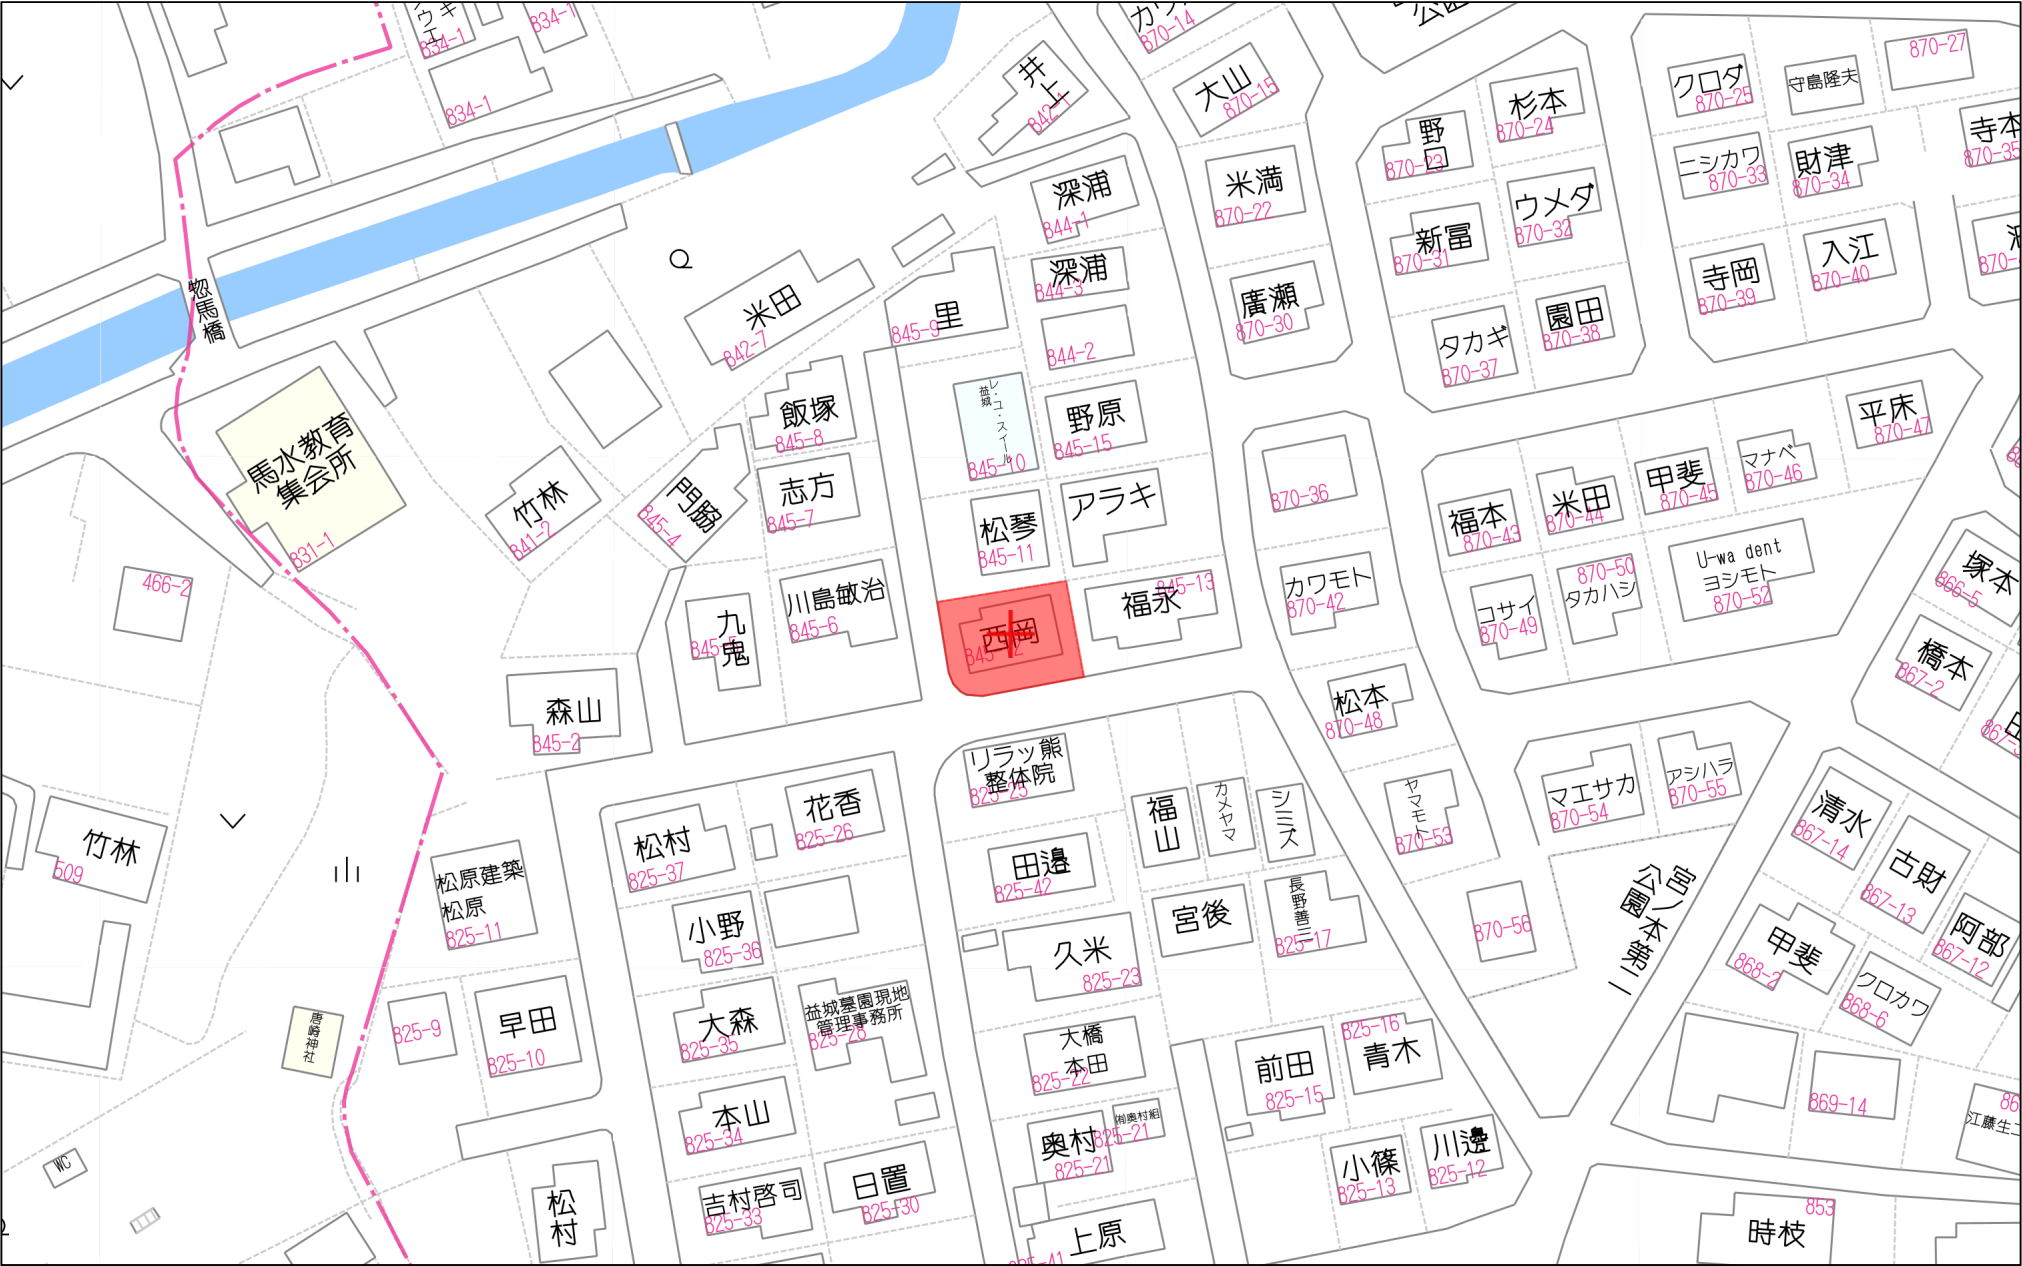 834-1
834-1
834-1
井上
842-1
870-14
大山
870-15
野口
870-23
杉本
870-24
クロダ
870-25
守島隆夫
870-27
寺本
870-35
ニシカワ
870-33
財津
870-34
深浦
844-1
米満
870-22
ウメダ
870-32
新冨
870-31
入江
870-40
寺岡
870-39
惣馬橋
米田
842-7
里
845-9
深浦
844-3
844-2
廣瀬
870-30
園田
870-38
タカギ
870-37
馬水教育
集会所
831-1
飯塚
845-8
レ・ユ・スイール
益城
845-10
野原
845-15
平床
870-47
竹林
841-2
門脇
845-4
志方
845-7
松琴
845-11
アラキ
870-36
福本
870-43
米田
870-44
甲斐
870-45
マナベ
870-46
466-2
九鬼
845-5
川島敏治
845-6
西岡
福永
845-13
カワモト
870-42
コサイ
870-49
870-50
タカハシ
U-wa dent
ヨシモト
870-52
塚本
866-5
橋本
867-2
森山
845-2
松本
870-48
リラッ熊
整体院
825-25
花香
825-26
松村
825-37
福山
カメヤマ
シミズ
ヤマモト
870-53
マエサカ
870-54
アシハラ
870-55
清水
867-14
古財
867-13
竹林
509
松原建築
松原
825-11
田邉
825-42
宮ノ本第二
公園
小野
825-36
久米
825-23
宮後
長野善三
825-17
870-56
甲斐
868-2
阿部
867-12
クロカワ
868-6
唐崎神社
825-9
早田
825-10
大森
825-35
益城墓園現地
管理事務所
825-28
大橋
本田
825-22
前田
825-15
825-16
青木
869-14
本山
825-34
奥村
825-21
㈲奥村組
825-21
小篠
825-13
川邉
825-12
WC
松村
吉村啓司
825-33
日置
825-30
上原
853
時枝